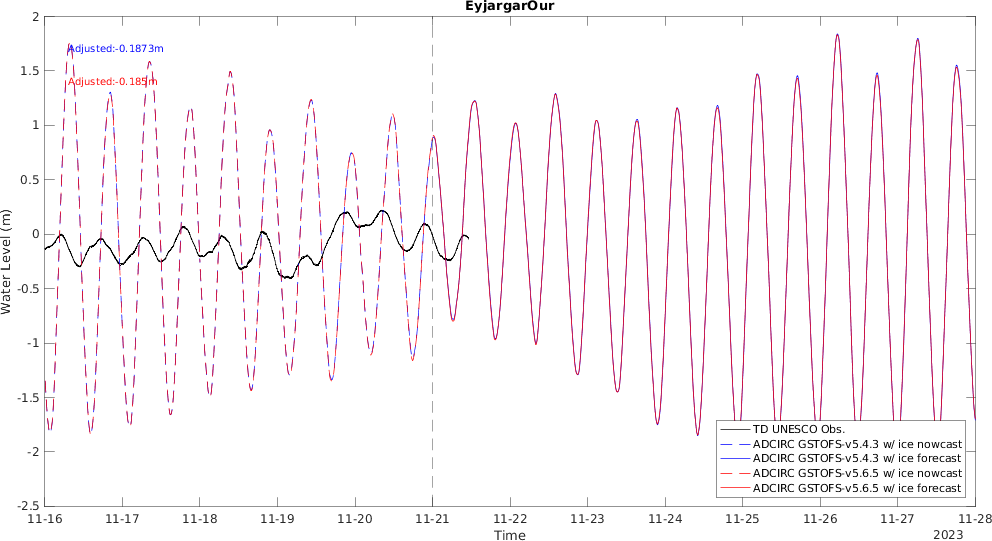 EyjargarOur
2
1.5
1
0.5
0
-0.5
-1
-1.5
-2
-2.5
Water Level (m)
Adjusted:-0.1873m
Adjusted:-0.185m
TD UNESCO Obs.
ADCIRC GSTOFS-v5.4.3 w/ ice nowcast
ADCIRC GSTOFS-v5.4.3 w/ ice forecast
ADCIRC GSTOFS-v5.6.5 w/ ice nowcast
ADCIRC GSTOFS-v5.6.5 w/ ice forecast
11-16 11-17 11-18 11-19 11-20 11-21 11-22 11-23 11-24 11-25 11-26 11-27 11-28
Time
2023